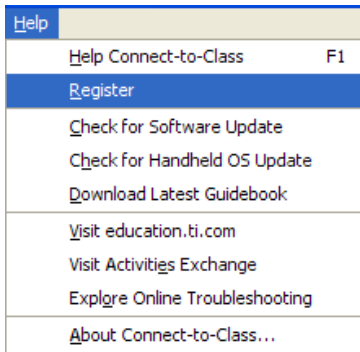 Help
Help Connect-to-Class F1
Register
Check for Software Update
Check for Handheld OS Update
Download Latest Guidebook
Visit education.ti.com
Visit Activities Exchange
Explore Online Troubleshooting
About Connect-to-Class...